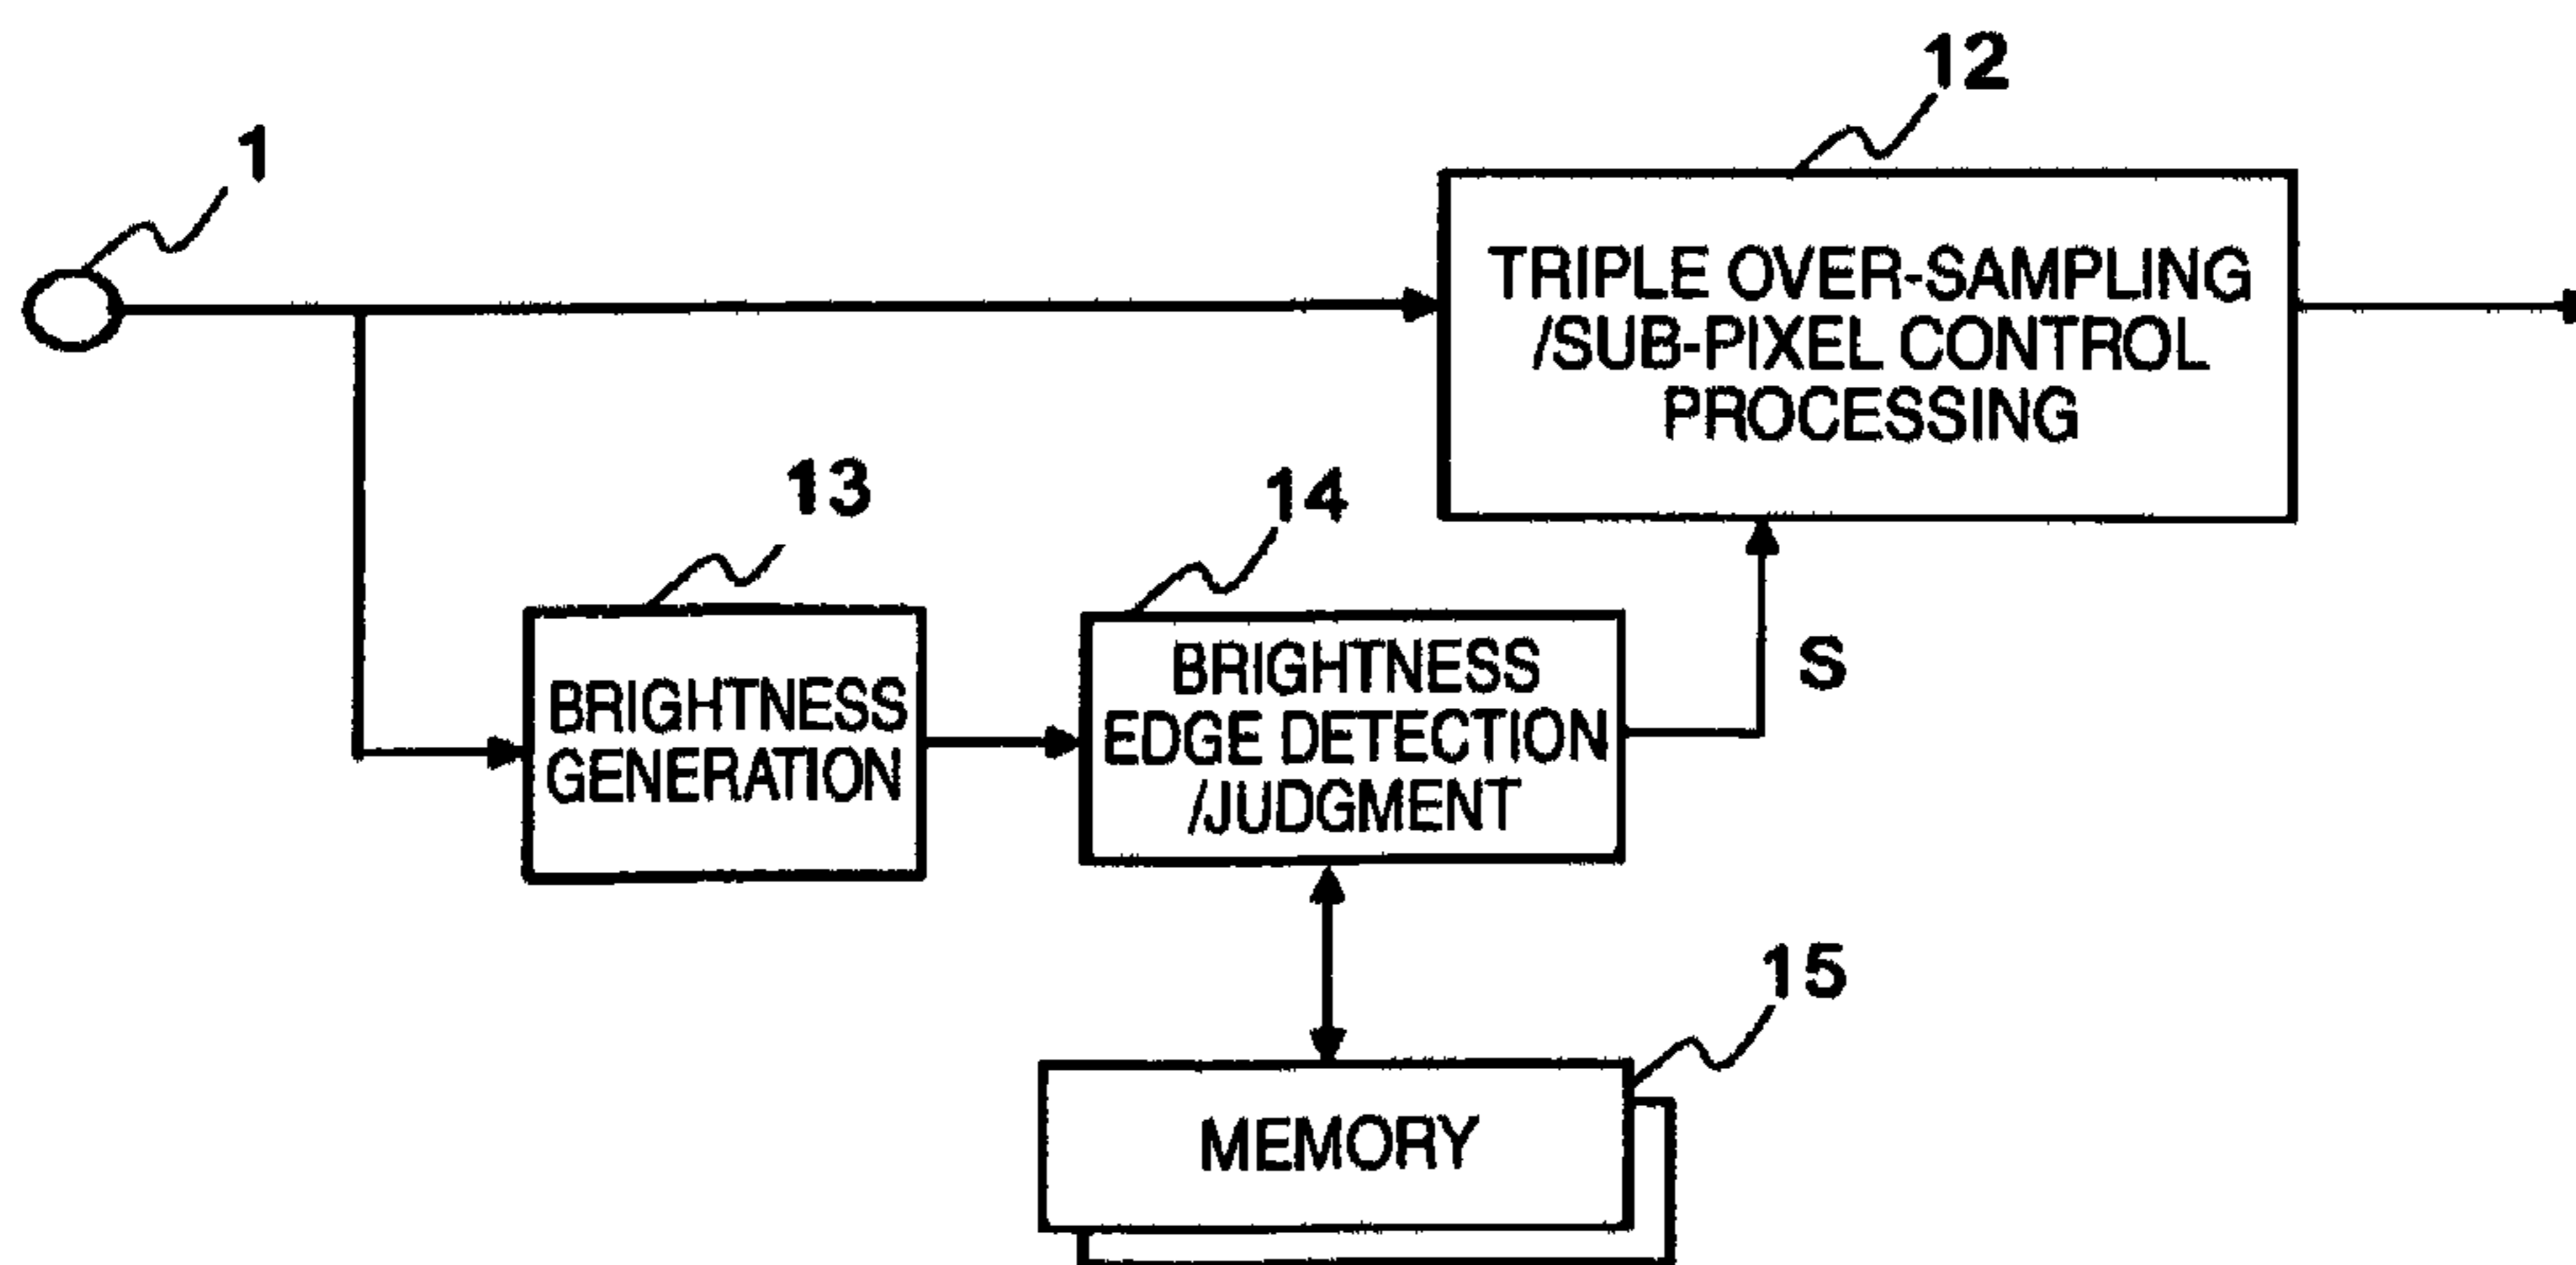 12
1
TRIPLE OVER-SAMPLING
/SUB-PIXEL CONTROL
PROCESSING
13
14
BRIGHTNESS
GENERATION
BRIGHTNESS
EDGE DETECTION
/JUDGMENT
S
15
MEMORY